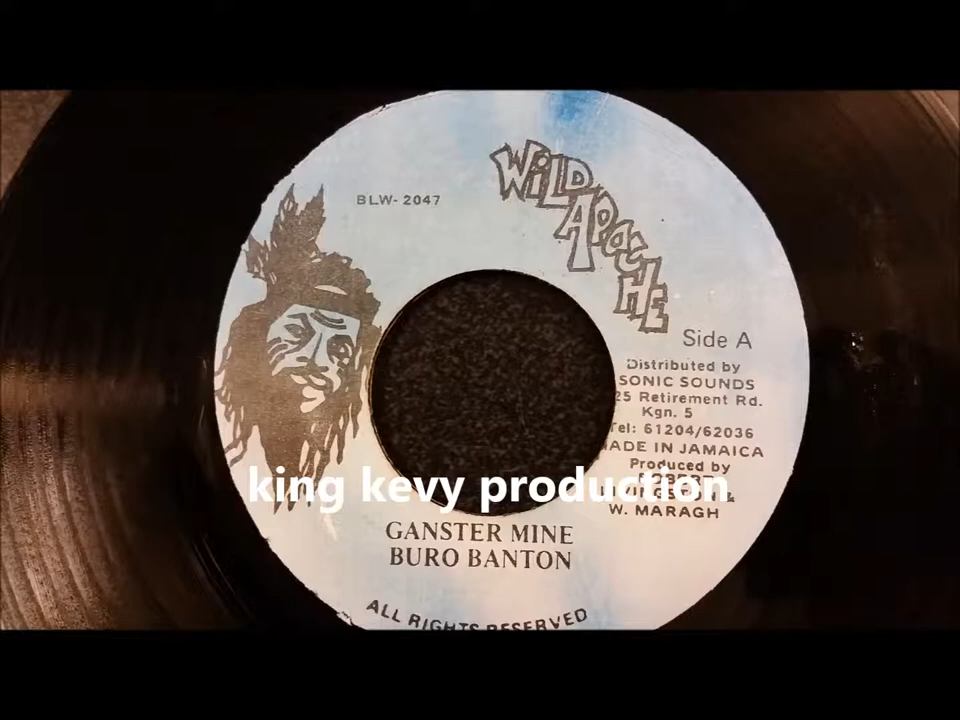 BLW- 2047
WILD
APACHE
Side A
Distributed by
SONIC SOUNDS
25 Retirement Rd.
Kgn. 5
Tel: 61204/62036
MADE IN JAMAICA
Produced by
&
W. MARAGH
king kevy production
GANSTER MINE
BURO BANTON
ALL RIGHTS RESERVED